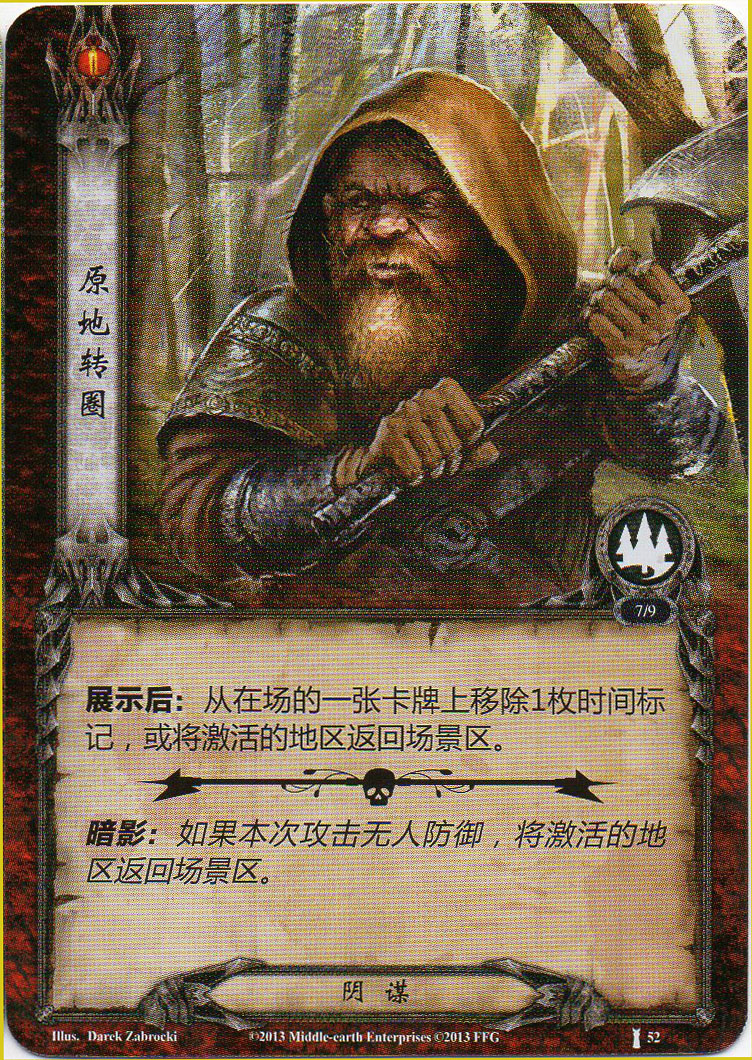 原地转圈
7/9
展示后：从在场的一张卡牌上移除1枚时间标
记，或将激活的地区返回场景区。
暗影：如果本次攻击无人防御，将激活的地
区返回场景区。
阴谋
Illus. Darek Zabrocki ©2013 Middle-earth Enterprises ©2013 FFG 52